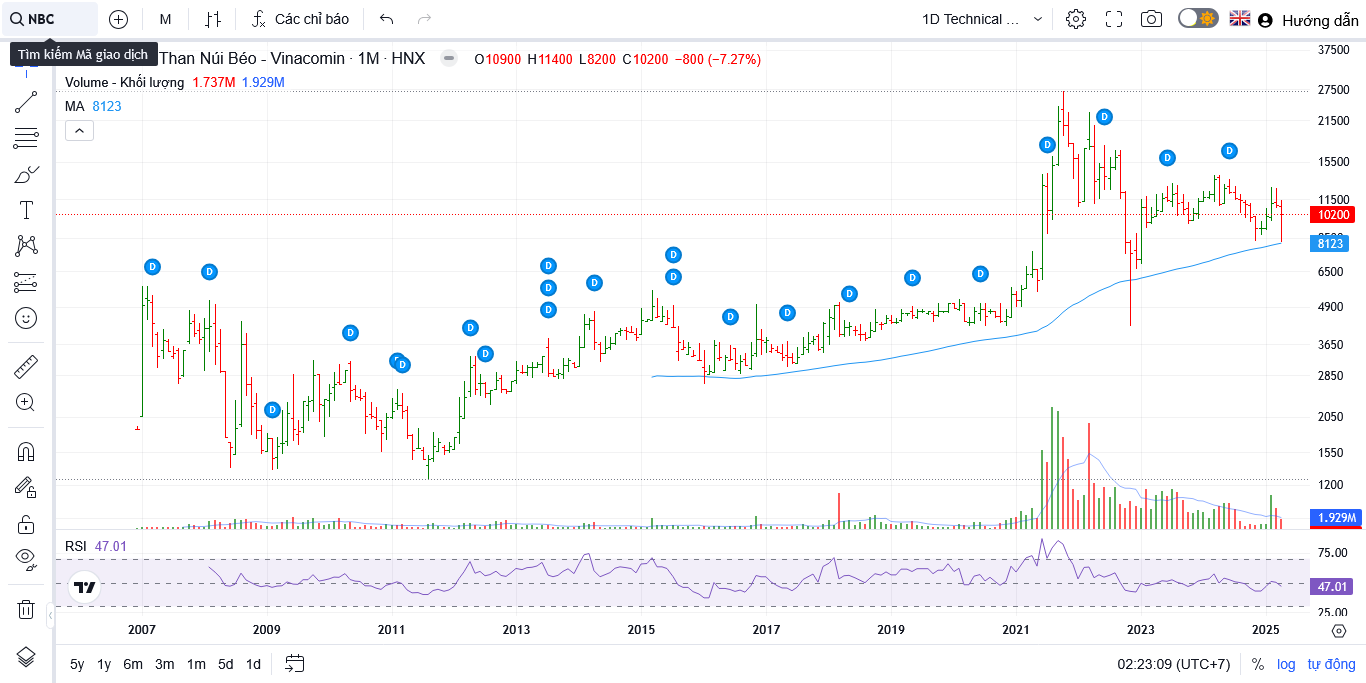 NBC M Các chỉ báo 1D Technical ... Hướng dẫn
Tìm kiếm Mã giao dịch
Than Núi Béo - Vinacomin · 1M · HNX O10900 H11400 L8200 C10200 −800 (−7.27%)
Volume - Khối lượng 1.737M 1.929M
MA 8123
37500
27500
21500
15500
11500
10200
8123
6500
4900
3650
2850
2050
1550
1200
1.929M
D D D D D D D D D D D D D D D D D D D D D D D
RSI 47.01
75.00
47.01
25.00
2007 2009 2011 2013 2015 2017 2019 2021 2023 2025
5y 1y 6m 3m 1m 5d 1d 02:23:09 (UTC+7) % log tự động